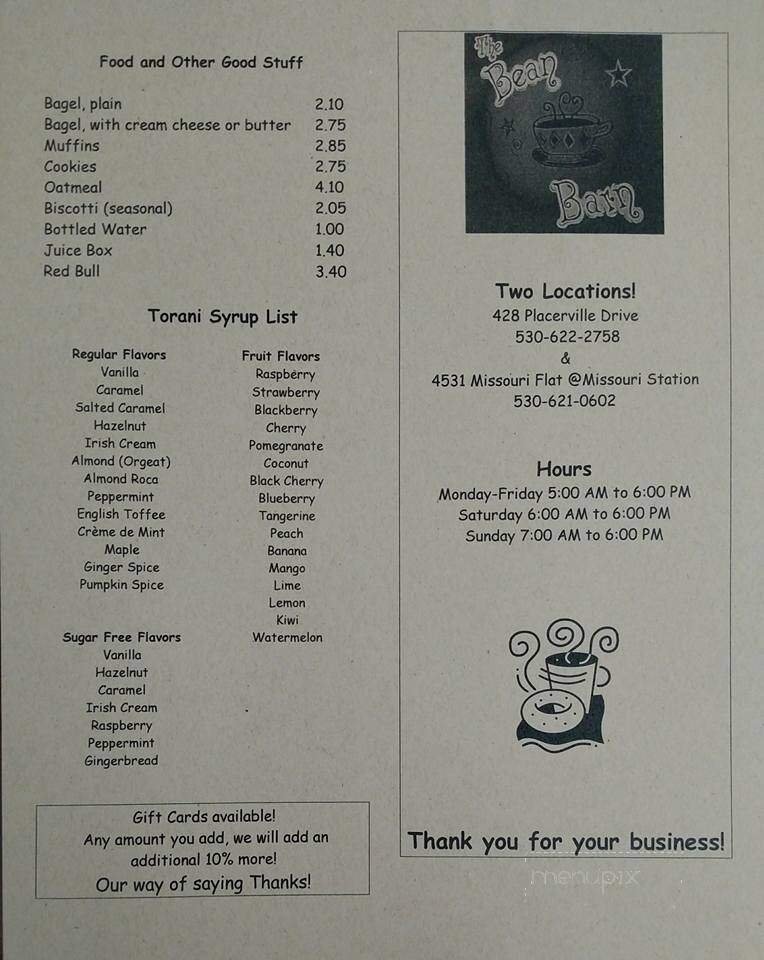 Food and Other Good Stuff
Bagel, plain 2.10
Bagel, with cream cheese or butter 2.75
Muffins 2.85
Cookies 2.75
Oatmeal 4.10
Biscotti (seasonal) 2.05
Bottled Water 1.00
Juice Box 1.40
Red Bull 3.40
Torani Syrup List
Regular Flavors
Vanilla
Caramel
Salted Caramel
Hazelnut
Irish Cream
Almond (Orgeat)
Almond Roca
Peppermint
English Toffee
Crème de Mint
Maple
Ginger Spice
Pumpkin Spice
Sugar Free Flavors
Vanilla
Hazelnut
Caramel
Irish Cream
Raspberry
Peppermint
Gingerbread
Fruit Flavors
Raspberry
Strawberry
Blackberry
Cherry
Pomegranate
Coconut
Black Cherry
Blueberry
Tangerine
Peach
Banana
Mango
Lime
Lemon
Kiwi
Watermelon
Gift Cards available!
Any amount you add, we will add an
additional 10% more!
Our way of saying Thanks!
The
Bean
Barn
Two Locations!
428 Placerville Drive
530-622-2758
&
4531 Missouri Flat @Missouri Station
530-621-0602
Hours
Monday-Friday 5:00 AM to 6:00 PM
Saturday 6:00 AM to 6:00 PM
Sunday 7:00 AM to 6:00 PM
Thank you for your business!
menupix